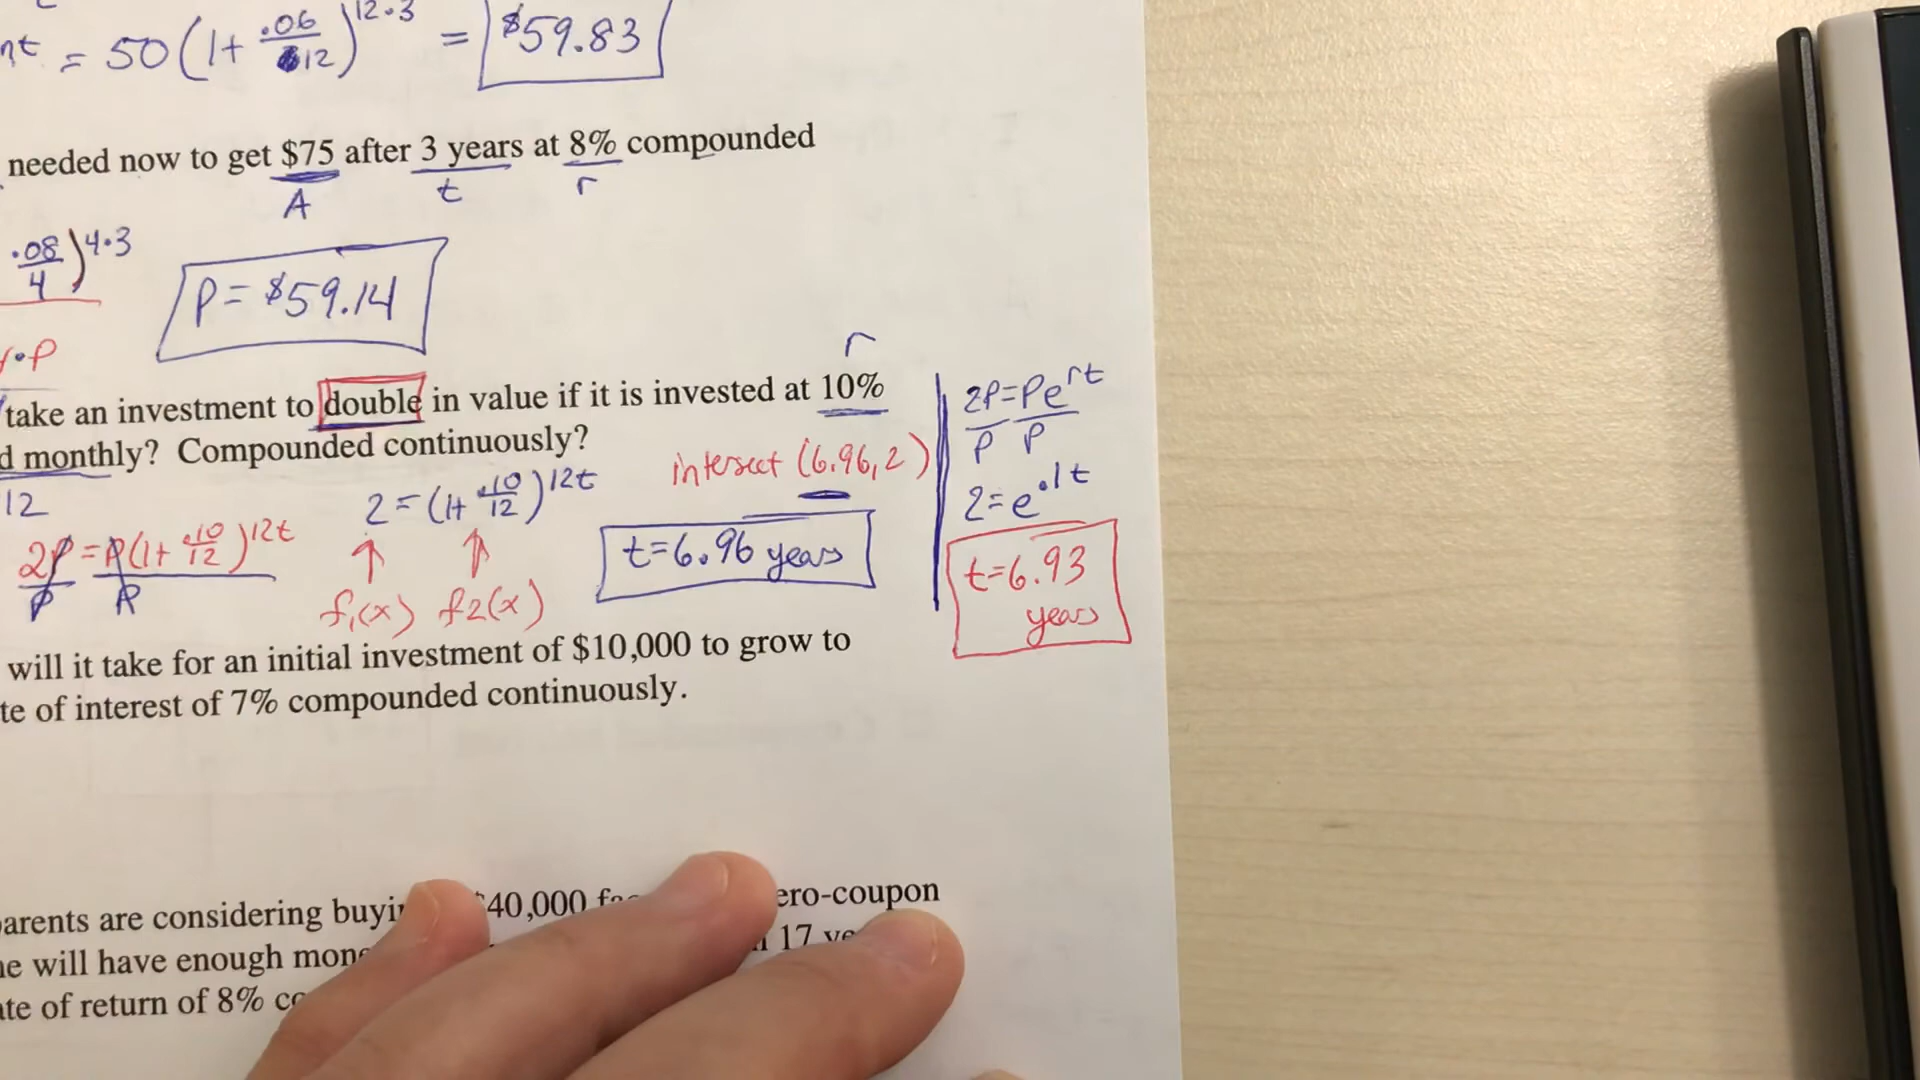 nt = 50(1+ .06/12)^12·3 = $59.83
needed now to get $75 after 3 years at 8% compounded
A t r
.08/4)^4·3
P = $59.14
·P
r
take an investment to double in value if it is invested at 10%
d monthly? Compounded continuously?
12
2P = P(1+ .10/12)^12t
P P
2 = (1+ .10/12)^12t
f1(x) f2(x)
intersect (6.96, 2)
t=6.96 years
2P = Pe^rt
P P
2 = e^.1t
t=6.93
years
will it take for an initial investment of $10,000 to grow to
te of interest of 7% compounded continuously.
arents are considering buyi 40,000 ero-coupon
e will have enough mon 17
te of return of 8%